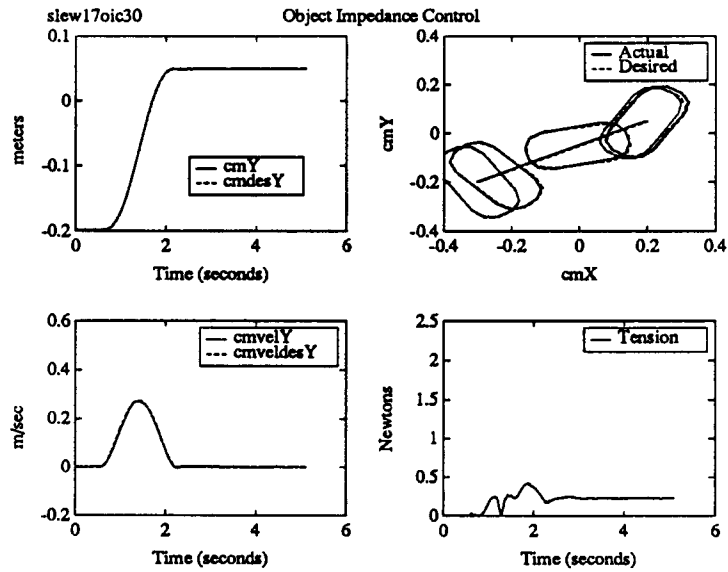 slew17oic30
Object Impedance Control
0.1
0
-0.1
-0.2
meters
cmY
cmdesY
0
2
4
6
Time (seconds)
0.4
0.2
0
-0.2
-0.4
cmY
Actual
Desired
-0.4
-0.2
0
0.2
0.4
cmX
0.6
0.4
0.2
0
-0.2
m/sec
cmvelY
cmveldesY
0
2
4
6
Time (seconds)
2.5
2
1.5
1
0.5
0
Newtons
Tension
0
2
4
6
Time (seconds)